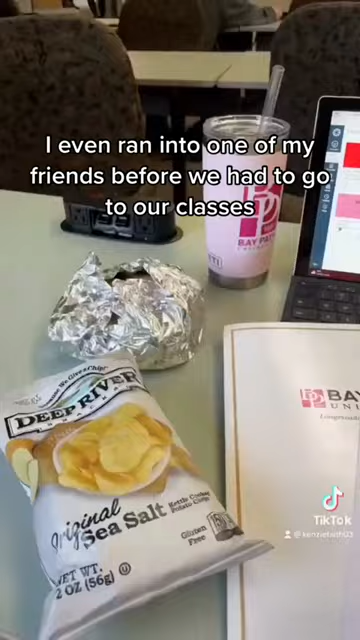 I even ran into one of my
friends before we had to go
to our classes
BAY PATH
DEEP RIVER
Original
Sea Salt
Kettle Cooked
Potato Chips
Gluten
Free
NET WT.
2 OZ (56g)
BAY
UNI
TikTok